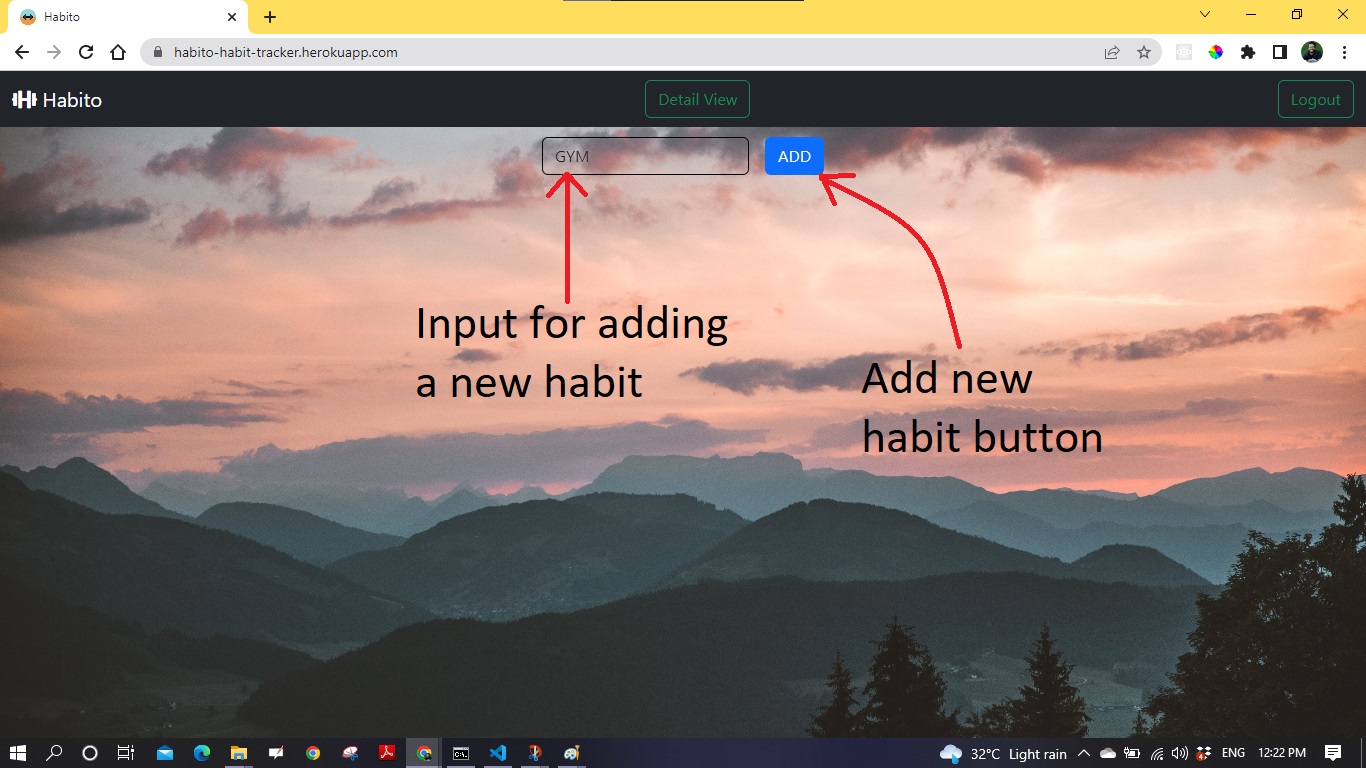 Habito
habito-habit-tracker.herokuapp.com
Habito
Detail View
Logout
GYM
ADD
Input for adding
a new habit
Add new
habit button
32°C Light rain
ENG
12:22 PM